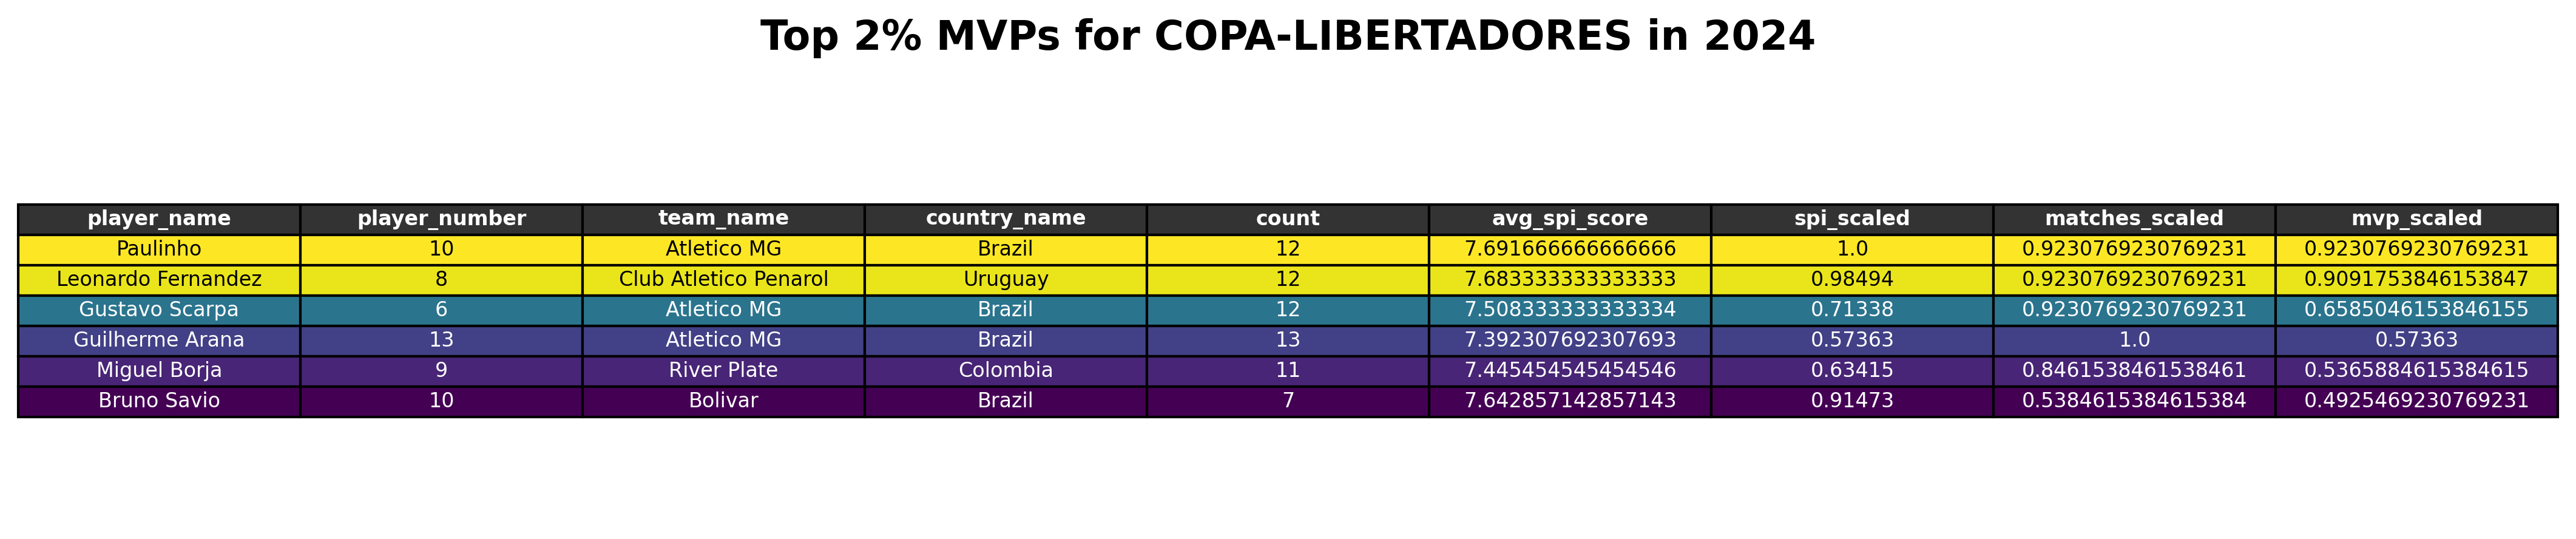 Top 2% MVPs for COPA-LIBERTADORES in 2024
player_name player_number team_name country_name count avg_spi_score spi_scaled matches_scaled mvp_scaled
Paulinho 10 Atletico MG Brazil 12 7.691666666666666 1.0 0.9230769230769231 0.9230769230769231
Leonardo Fernandez 8 Club Atletico Penarol Uruguay 12 7.683333333333333 0.98494 0.9230769230769231 0.9091753846153847
Gustavo Scarpa 6 Atletico MG Brazil 12 7.508333333333334 0.71338 0.9230769230769231 0.6585046153846155
Guilherme Arana 13 Atletico MG Brazil 13 7.392307692307693 0.57363 1.0 0.57363
Miguel Borja 9 River Plate Colombia 11 7.445454545454546 0.63415 0.8461538461538461 0.5365884615384615
Bruno Savio 10 Bolivar Brazil 7 7.642857142857143 0.91473 0.5384615384615384 0.4925469230769231